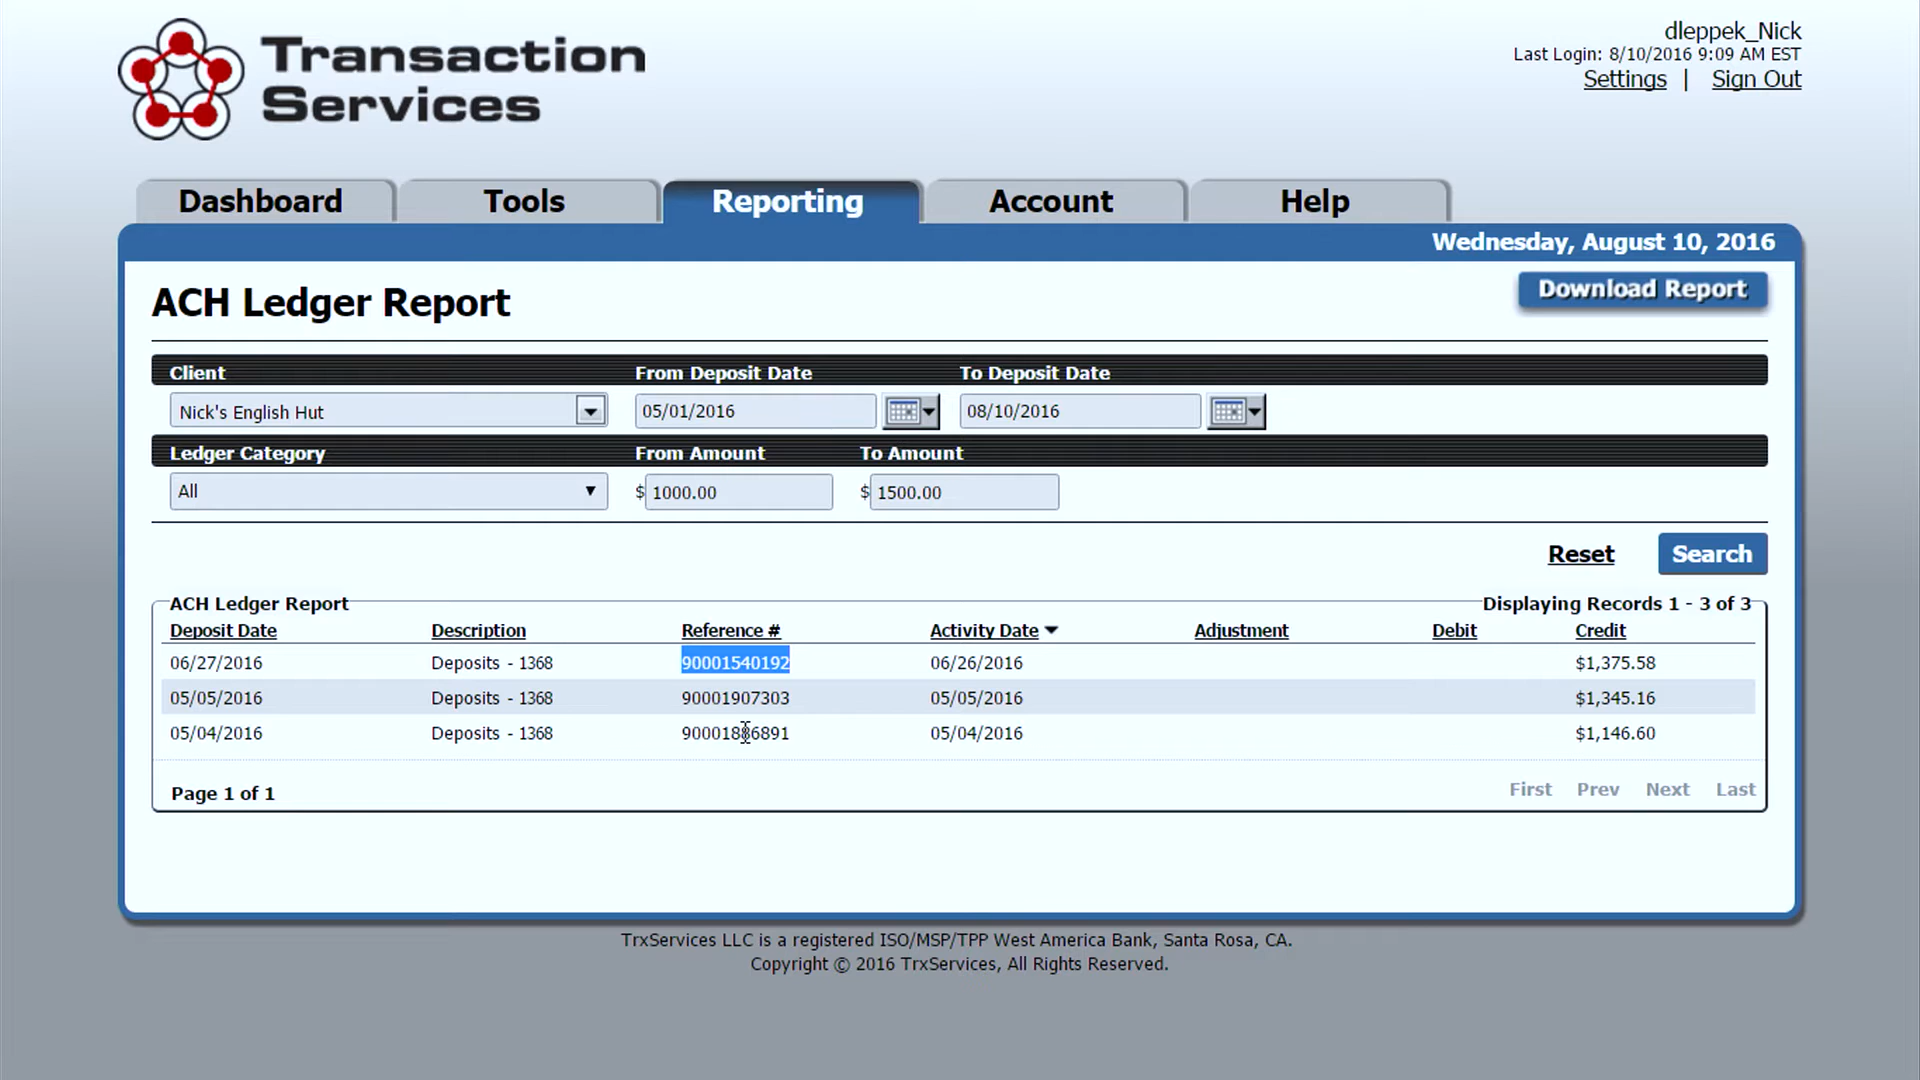 Transaction
Services
dleppek_Nick
Last Login: 8/10/2016 9:09 AM EST
Settings | Sign Out
Dashboard Tools Reporting Account Help
Wednesday, August 10, 2016
ACH Ledger Report
Download Report
Client From Deposit Date To Deposit Date
Nick's English Hut 05/01/2016 08/10/2016
Ledger Category From Amount To Amount
All $ 1000.00 $ 1500.00
Reset Search
ACH Ledger Report Displaying Records 1 - 3 of 3
Deposit Date Description Reference # Activity Date Adjustment Debit Credit
06/27/2016 Deposits - 1368 90001540192 06/26/2016 $1,375.58
05/05/2016 Deposits - 1368 90001907303 05/05/2016 $1,345.16
05/04/2016 Deposits - 1368 90001886891 05/04/2016 $1,146.60
Page 1 of 1 First Prev Next Last
TrxServices LLC is a registered ISO/MSP/TPP West America Bank, Santa Rosa, CA.
Copyright © 2016 TrxServices, All Rights Reserved.